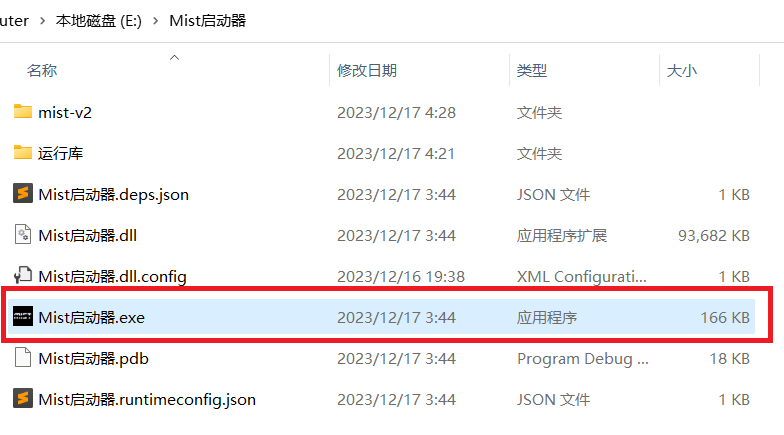 uter > 本地磁盘 (E:) > Mist启动器
名称 修改日期 类型 大小
mist-v2 2023/12/17 4:28 文件夹
运行库 2023/12/17 4:21 文件夹
Mist启动器.deps.json 2023/12/17 3:44 JSON 文件 1 KB
Mist启动器.dll 2023/12/17 3:44 应用程序扩展 93,682 KB
Mist启动器.dll.config 2023/12/16 19:38 XML Configurati... 1 KB
Mist启动器.exe 2023/12/17 3:44 应用程序 166 KB
Mist启动器.pdb 2023/12/17 3:44 Program Debug ... 18 KB
Mist启动器.runtimeconfig.json 2023/12/17 3:44 JSON 文件 1 KB